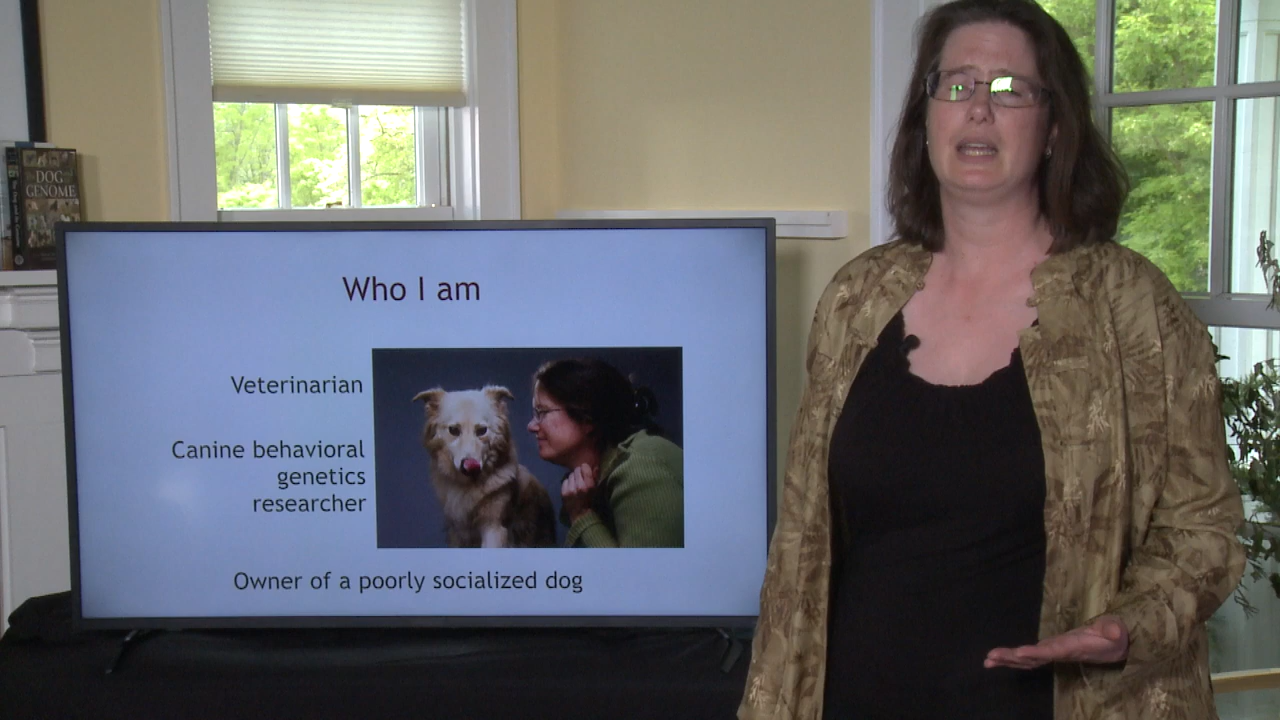 DOG
GENOME
Who I am
Veterinarian
Canine behavioral
genetics
researcher
Owner of a poorly socialized dog